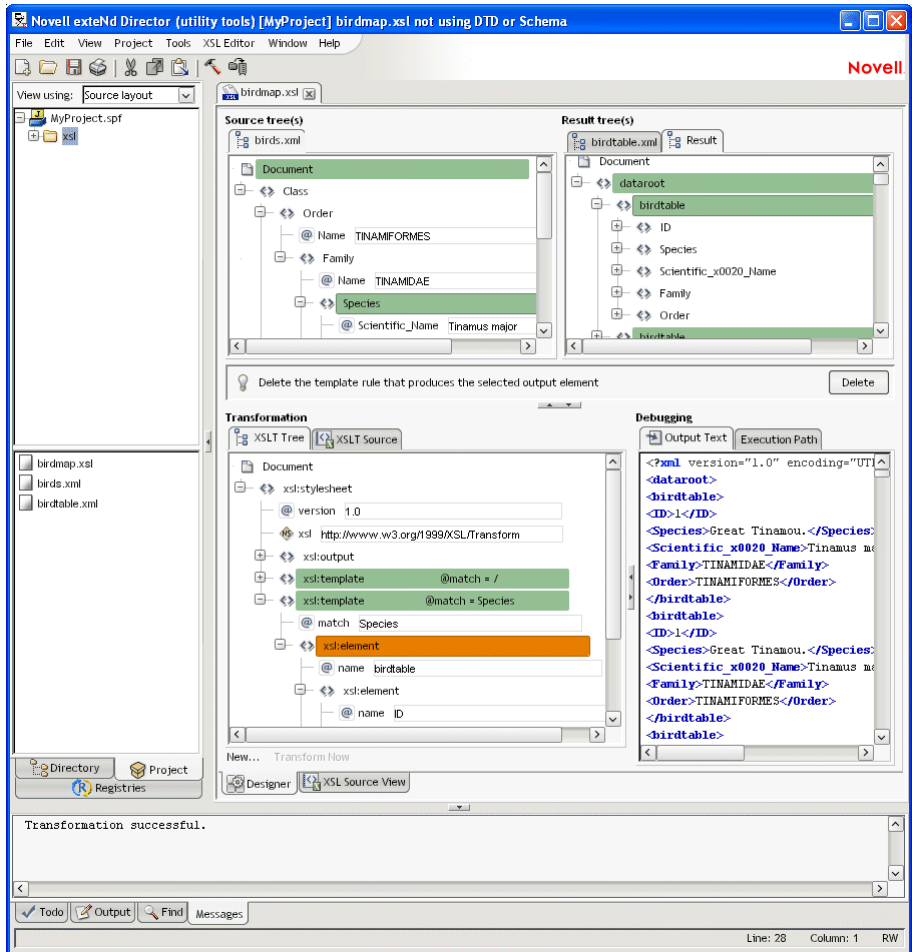 Novell exteNd Director (utility tools) [MyProject] birdmap.xsl not using DTD or Schema
File Edit View Project Tools XSL Editor Window Help
Novell
View using: Source layout
MyProject.spf
xsl
birdmap.xsl
birds.xml
birdtable.xml
Directory
Project
Registries
birdmap.xsl
Source tree(s)
birds.xml
Document
Class
Order
@ Name TINAMIFORMES
Family
@ Name TINAMIDAE
Species
@ Scientific_Name Tinamus major
Result tree(s)
birdtable.xml
Result
Document
dataroot
birdtable
ID
Species
Scientific_x0020_Name
Family
Order
birdtable
Delete the template rule that produces the selected output element
Delete
Transformation
XSLT Tree
XSLT Source
Document
xsl:stylesheet
@ version 1.0
NS xsl http://www.w3.org/1999/XSL/Transform
xsl:output
xsl:template @match = /
xsl:template @match = Species
@ match Species
xsl:element
@ name birdtable
xsl:element
@ name ID
New... Transform Now
Debugging
Output Text
Execution Path
<?xml version="1.0" encoding="UTF
<dataroot>
<birdtable>
<ID>1</ID>
<Species>Great Tinamou.</Species>
<Scientific_x0020_Name>Tinamus ma
<Family>TINAMIDAE</Family>
<Order>TINAMIFORMES</Order>
</birdtable>
<birdtable>
<ID>1</ID>
<Species>Great Tinamou.</Species>
<Scientific_x0020_Name>Tinamus ma
<Family>TINAMIDAE</Family>
<Order>TINAMIFORMES</Order>
</birdtable>
<birdtable>
Designer
XSL Source View
Transformation successful.
Todo
Output
Find
Messages
Line: 28 Column: 1 RW